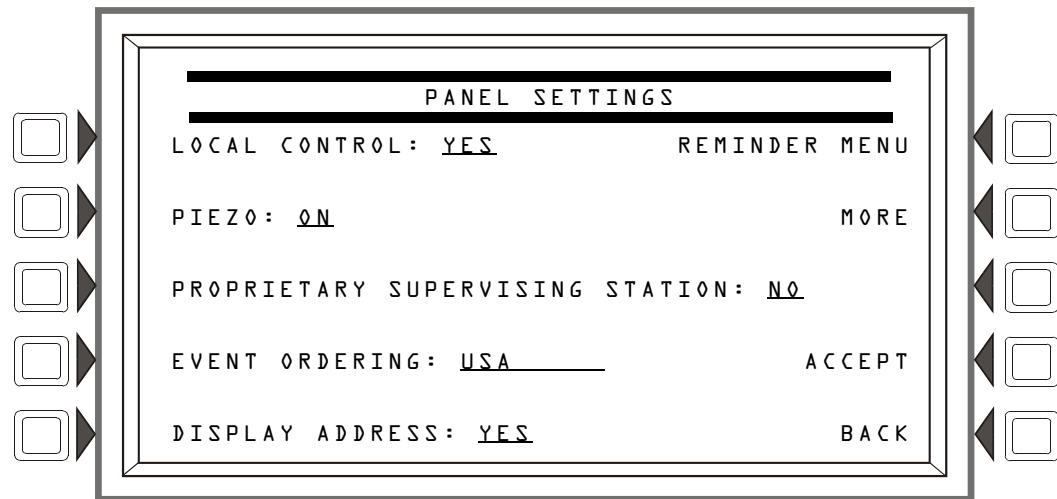 PANEL SETTINGS
LOCAL CONTROL: YES REMINDER MENU
PIEZO: ON MORE
PROPRIETARY SUPERVISING STATION: NO
EVENT ORDERING: USA ACCEPT
DISPLAY ADDRESS: YES BACK